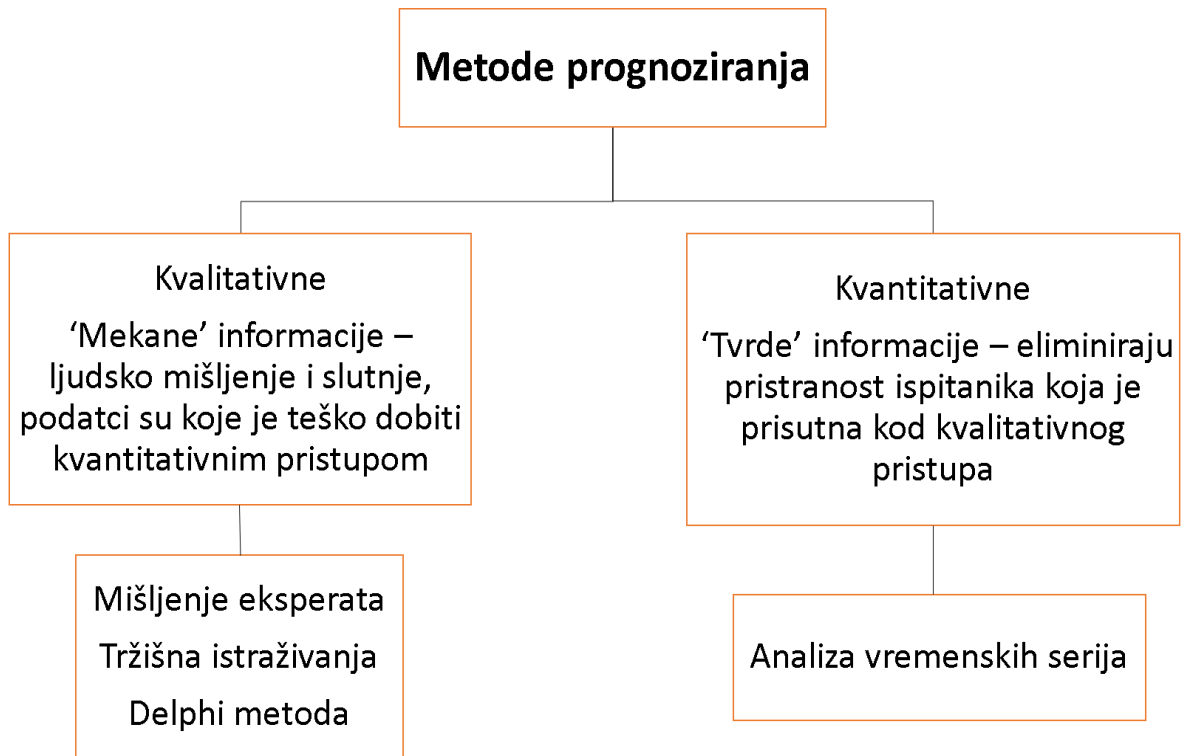 Metode prognoziranja
Kvalitativne
‘Mekane’ informacije –
ljudsko mišljenje i slutnje,
podatci su koje je teško dobiti
kvantitativnim pristupom
Kvantitativne
‘Tvrde’ informacije – eliminiraju
pristranost ispitanika koja je
prisutna kod kvalitativnog
pristupa
Mišljenje eksperata
Tržišna istraživanja
Delphi metoda
Analiza vremenskih serija